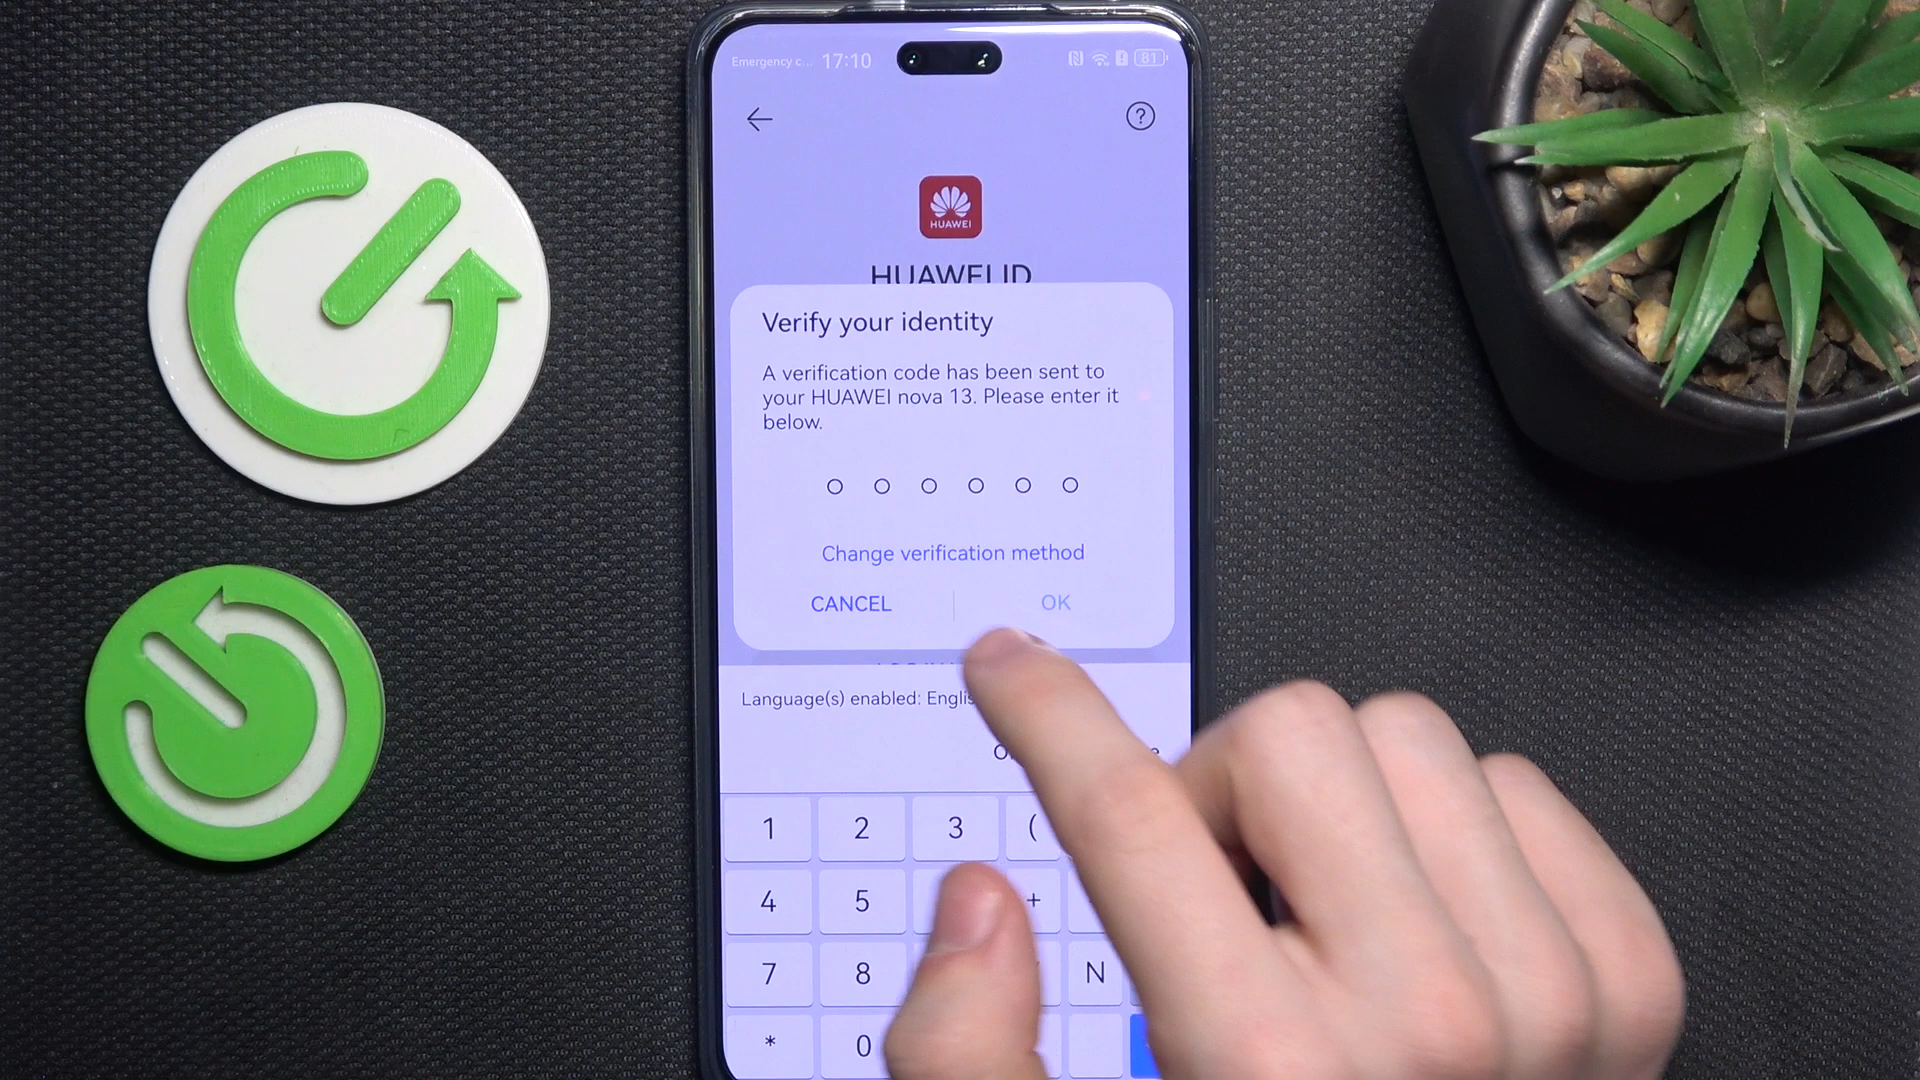 Emergency c... 17:10 81
?
HUAWEI
HUAWEI ID
Verify your identity
A verification code has been sent to
your HUAWEI nova 13. Please enter it
below.
Change verification method
CANCEL OK
Language(s) enabled:
1 2 3 (
4 5 +
7 8 N
* 0